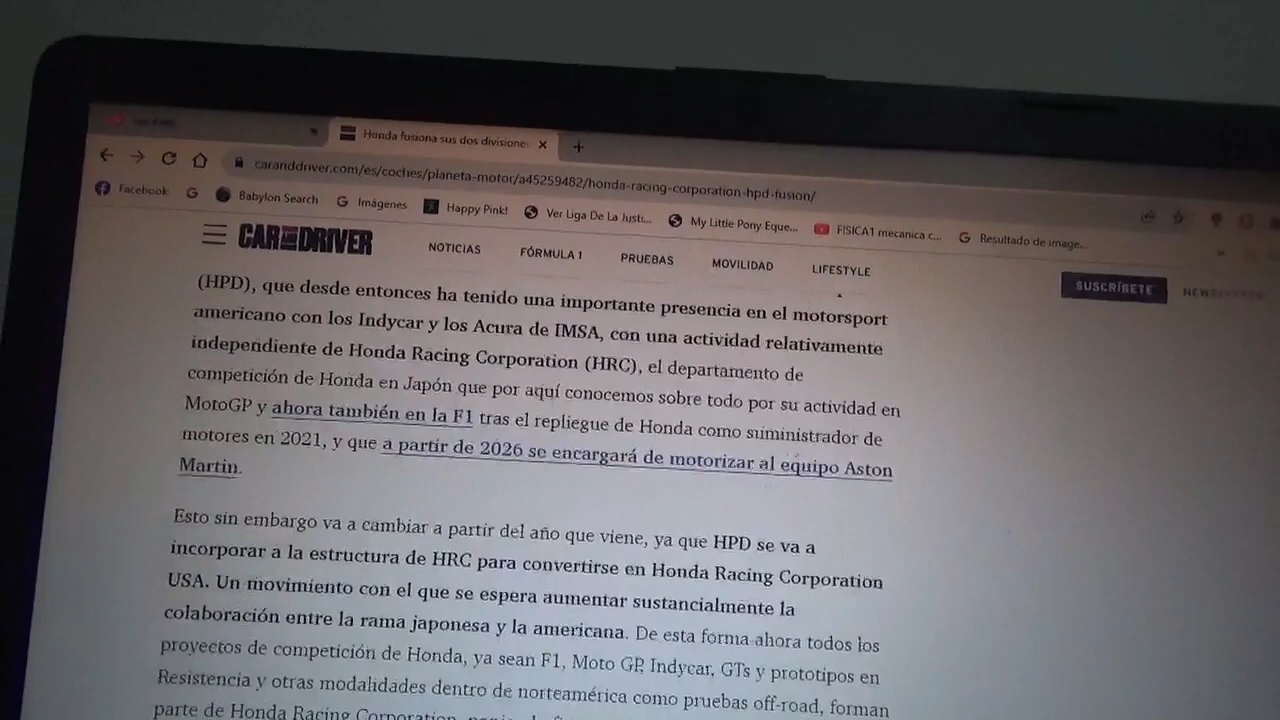 Honda fusiona sus dos divisiones
caranddriver.com/es/coches/planeta-motor/a45259482/honda-racing-corporation-hpd-fusion/
Facebook G Babylon Search G Imágenes Happy Pink! Ver Liga De La Justi... My Little Pony Eque... FISICA1 mecanica c... G Resultado de image...
CAR AND DRIVER NOTICIAS FÓRMULA 1 PRUEBAS MOVILIDAD LIFESTYLE SUSCRÍBETE
(HPD), que desde entonces ha tenido una importante presencia en el motorsport
americano con los Indycar y los Acura de IMSA, con una actividad relativamente
independiente de Honda Racing Corporation (HRC), el departamento de
competición de Honda en Japón que por aquí conocemos sobre todo por su actividad en
MotoGP y ahora también en la F1 tras el repliegue de Honda como suministrador de
motores en 2021, y que a partir de 2026 se encargará de motorizar al equipo Aston
Martin.
Esto sin embargo va a cambiar a partir del año que viene, ya que HPD se va a
incorporar a la estructura de HRC para convertirse en Honda Racing Corporation
USA. Un movimiento con el que se espera aumentar sustancialmente la
colaboración entre la rama japonesa y la americana. De esta forma ahora todos los
proyectos de competición de Honda, ya sean F1, Moto GP, Indycar, GTs y prototipos en
Resistencia y otras modalidades dentro de norteamérica como pruebas off-road, forman
parte de Honda Racing Corporation,